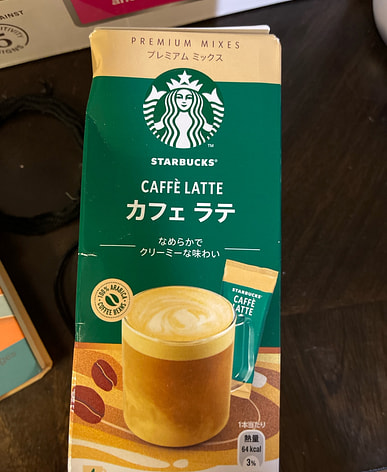 PREMIUM MIXES
プレミアム ミックス
TM
STARBUCKS®
CAFFÈ LATTE
カフェ ラテ
なめらかで
クリーミーな味わい
100% ARABICA
COFFEE BEANS
STARBUCKS
CAFFÈ
LATTE
1本当たり
熱量
64 kcal
3%